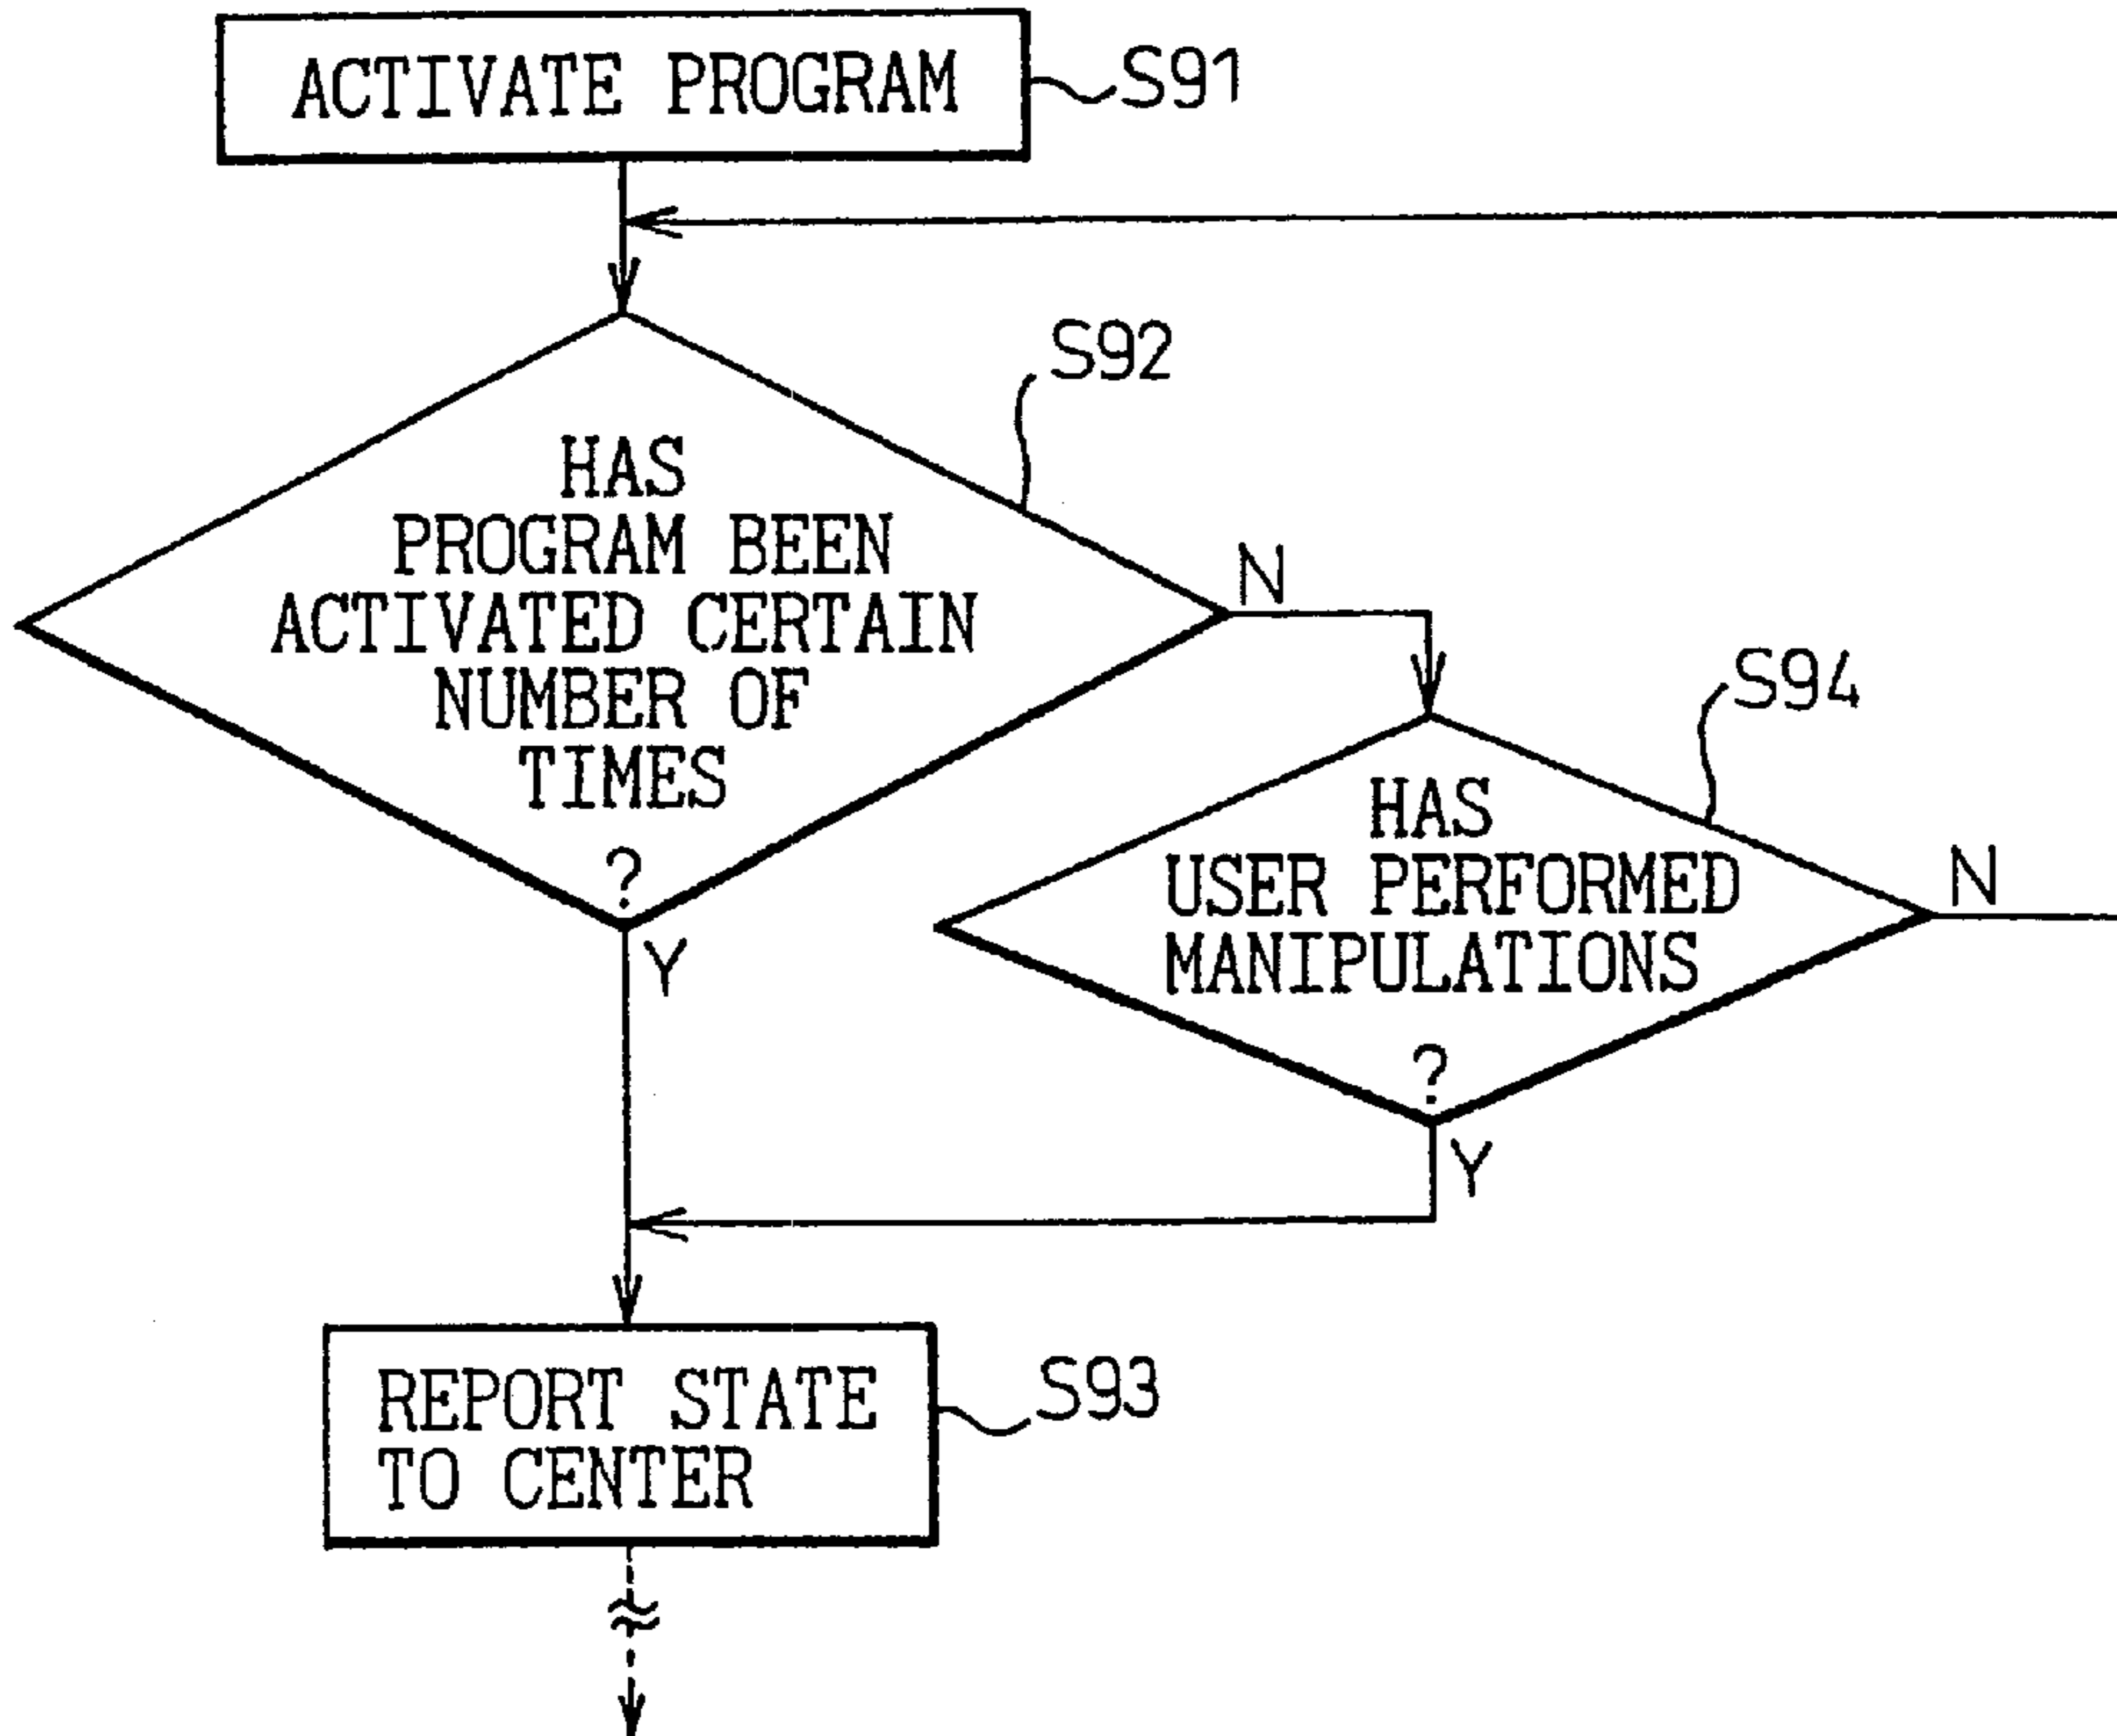 ACTIVATE PROGRAM
S91
S92
HAS
PROGRAM BEEN
ACTIVATED CERTAIN
NUMBER OF
TIMES
?
N
Y
S94
HAS
USER PERFORMED
MANIPULATIONS
?
N
Y
REPORT STATE
TO CENTER
S93